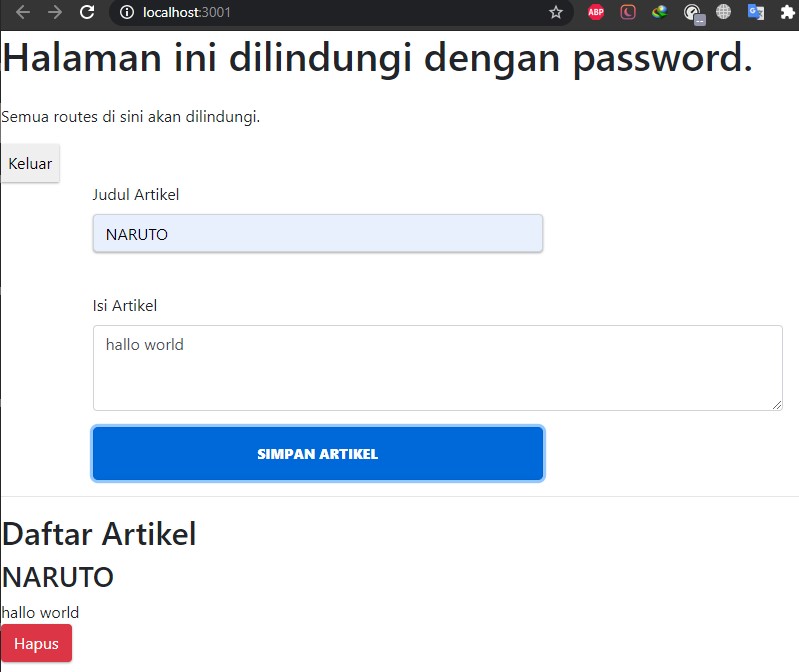 localhost:3001
ABP
Halaman ini dilindungi dengan password.
Semua routes di sini akan dilindungi.
Keluar
Judul Artikel
NARUTO
Isi Artikel
hallo world
SIMPAN ARTIKEL
Daftar Artikel
NARUTO
hallo world
Hapus